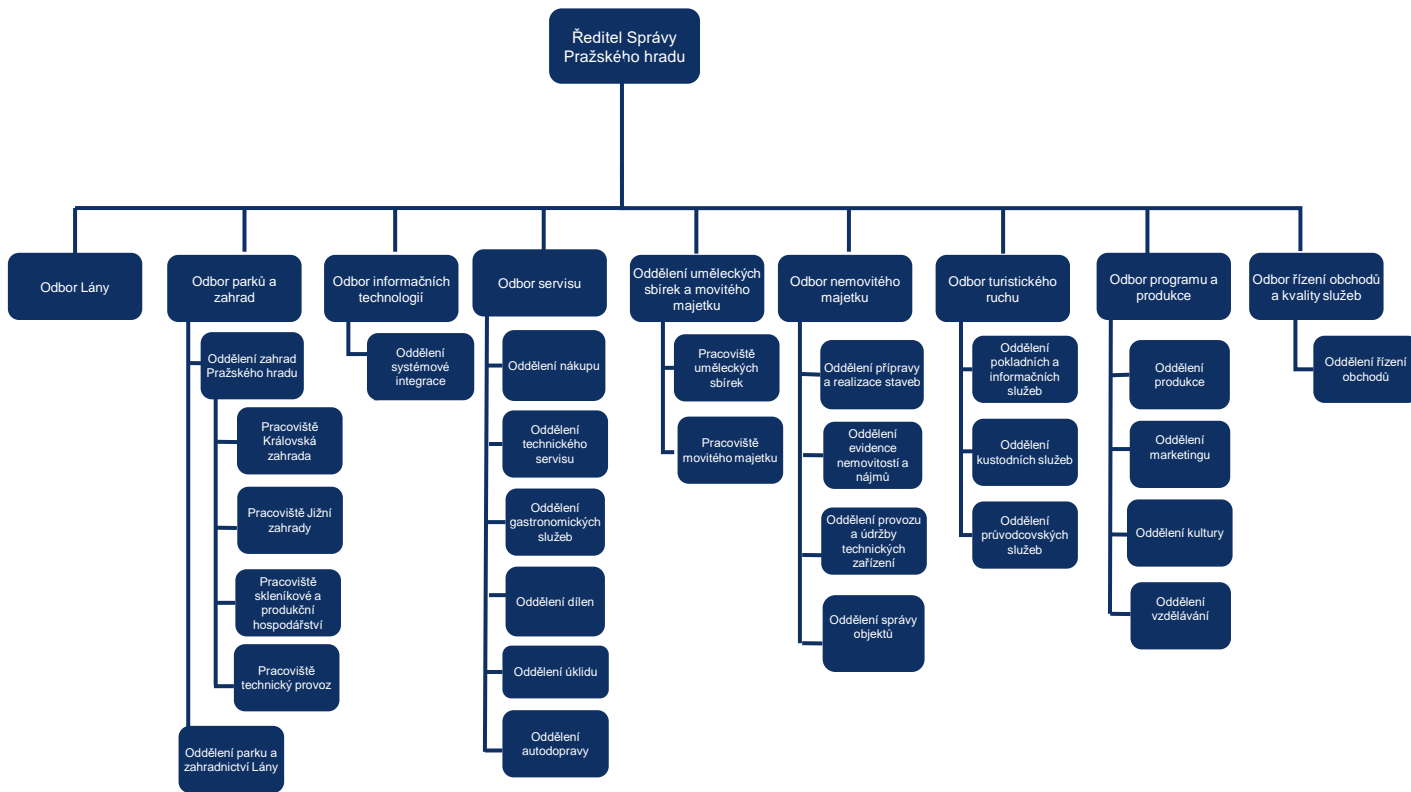 Ředitel Správy
Pražského hradu
Odbor Lány
Odbor parků a
zahrad
Oddělení zahrad
Pražského hradu
Pracoviště
Královská
zahrada
Pracoviště Jižní
zahrady
Pracoviště
skleníkové a
produkční
hospodářství
Pracoviště
technický provoz
Oddělení parku a
zahradnictví Lány
Odbor informačních
technologií
Oddělení
systémové
integrace
Odbor servisu
Oddělení nákupu
Oddělení
technického
servisu
Oddělení
gastronomických
služeb
Oddělení dílen
Oddělení úklidu
Oddělení
autodopravy
Oddělení uměleckých
sbírek a movitého
majetku
Pracoviště
uměleckých
sbírek
Pracoviště
movitého majetku
Odbor nemovitého
majetku
Oddělení přípravy
a realizace staveb
Oddělení
evidence
nemovitostí a
nájmů
Oddělení provozu
a údržby
technických
zařízení
Oddělení správy
objektů
Odbor turistického
ruchu
Oddělení
pokladních a
informačních
služeb
Oddělení
kustodních služeb
Oddělení
průvodcovských
služeb
Odbor programu a
produkce
Oddělení
produkce
Oddělení
marketingu
Oddělení kultury
Oddělení
vzdělávání
Odbor řízení obchodů
a kvality služeb
Oddělení řízení
obchodů